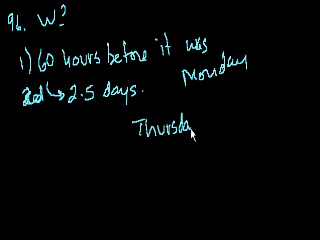 96. W?
1) 60 hours before it was Monday
↳ 2.5 days.
Thursda